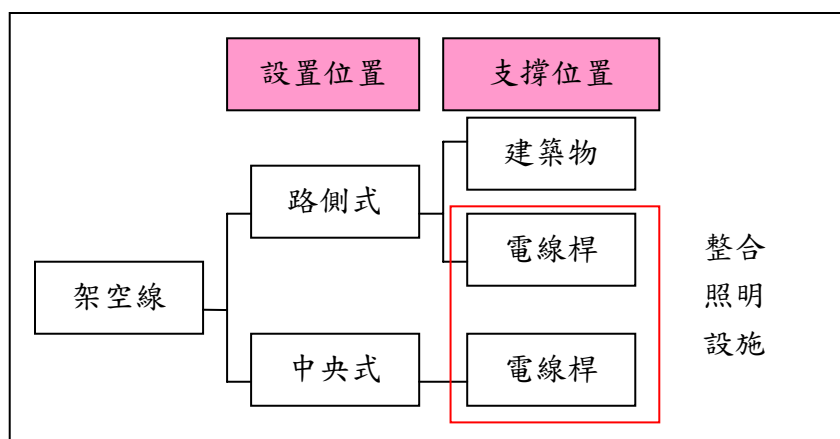 設置位置
支撐位置
建築物
路側式
電線桿
整合
照明
設施
架空線
中央式
電線桿